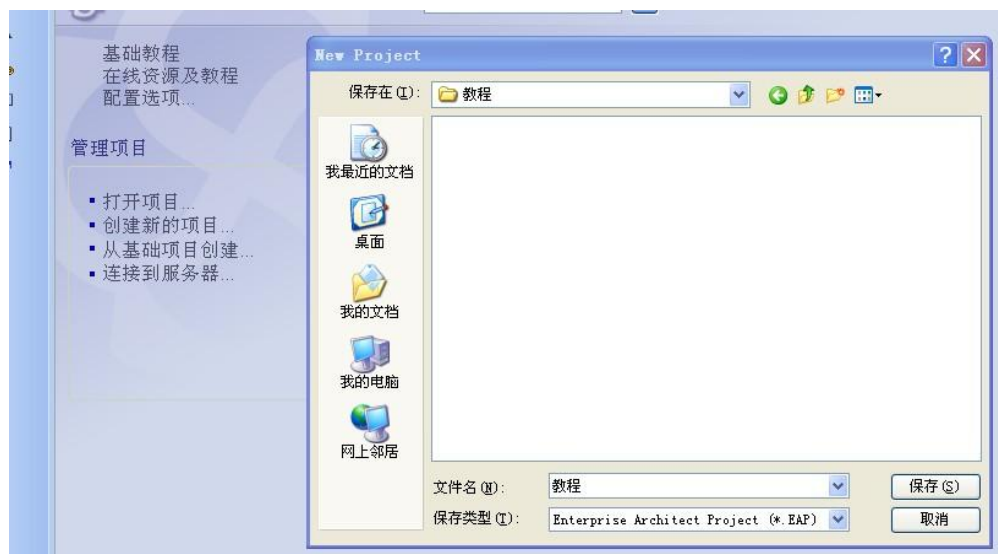 基础教程
在线资源及教程
配置选项...
管理项目
打开项目...
创建新的项目...
从基础项目创建...
连接到服务器...
New Project
保存在(I):
教程
我最近的文档
桌面
我的文档
我的电脑
网上邻居
文件名(N): 教程 保存(S)
保存类型(T): Enterprise Architect Project (*.EAP) 取消